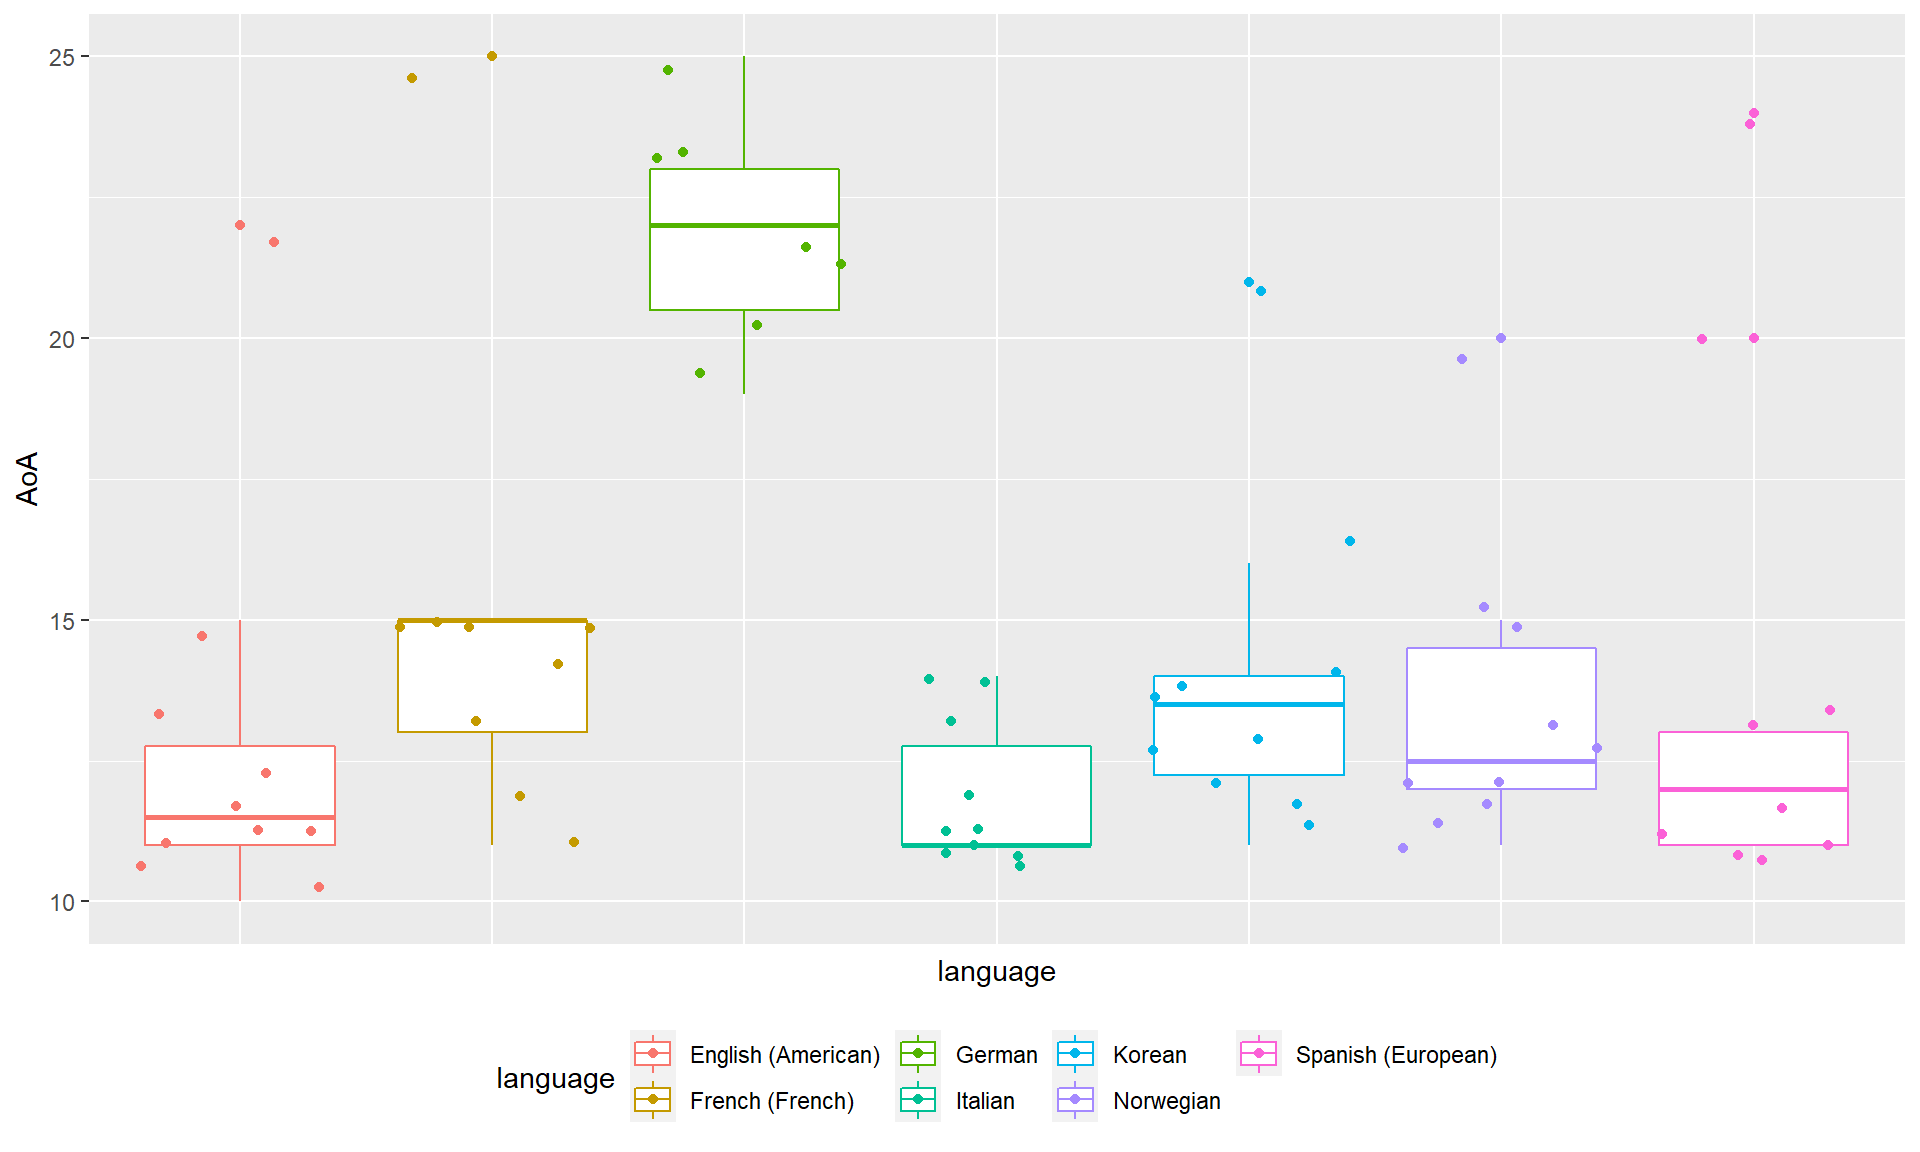 25
20
15
10
AoA
language
language
English (American)
French (French)
German
Italian
Korean
Norwegian
Spanish (European)